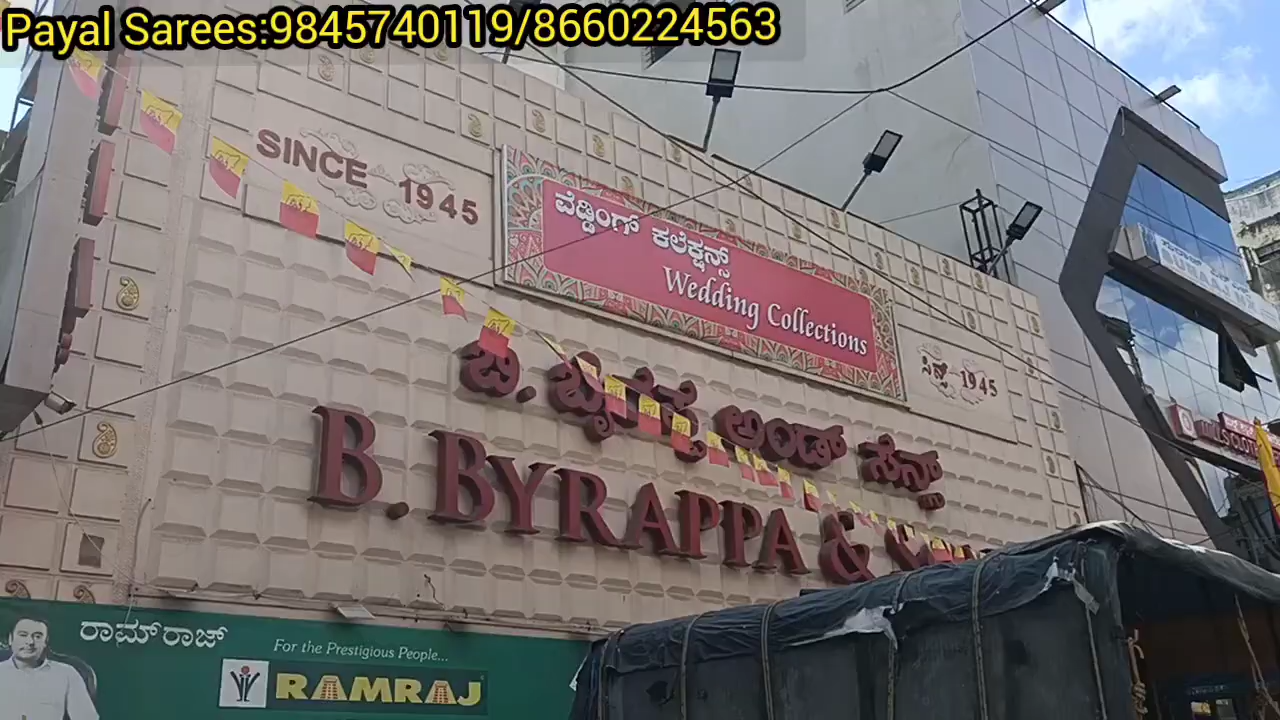 Payal Sarees:9845740119/8660224563
SINCE 1945
ವೆಡ್ಡಿಂಗ್ ಕಲೆಕ್ಷನ್ಸ್
Wedding Collections
ಸಿನ್ಸ್ 1945
ಬಿ. ಬೈರಪ್ಪ ಅಂಡ್ ಸನ್ಸ್
B. BYRAPPA &
ರಾಮ್‌ರಾಜ್
For the Prestigious People...
RAMRAJ